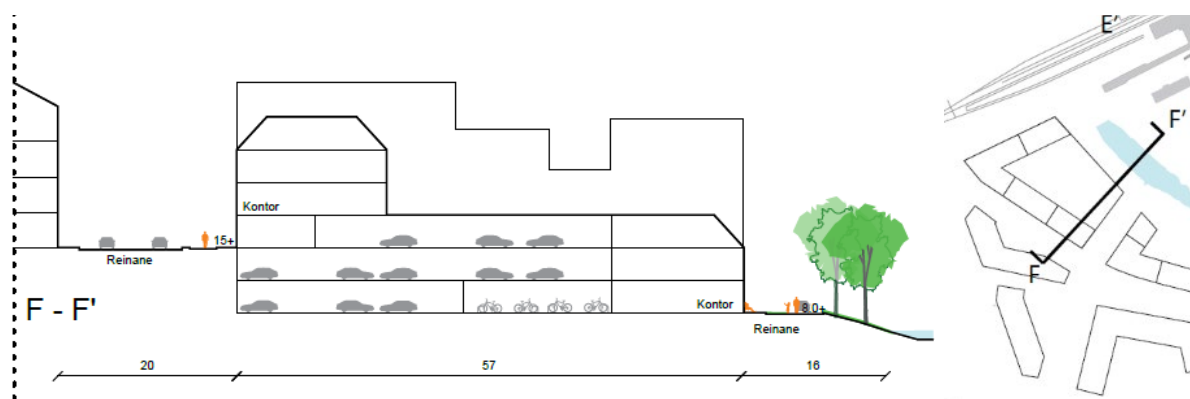 E'
F'
F
Kontor
15+
Reinane
F - F'
Kontor
8.0+
Reinane
20
57
16